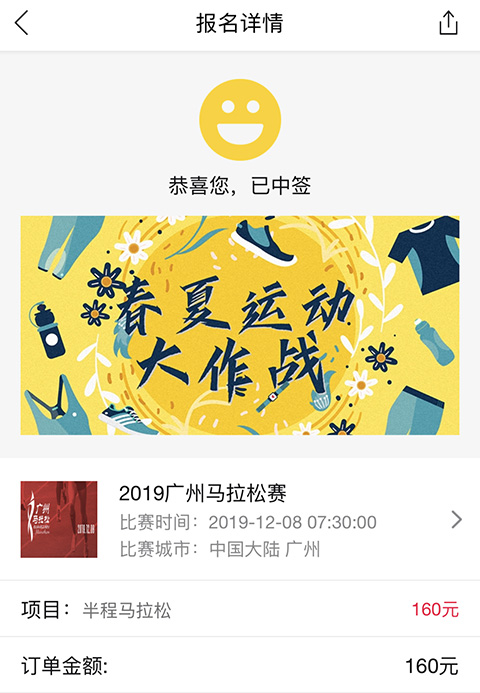 报名详情
恭喜您，已中签
春夏运动
大作战
2019广州马拉松赛
比赛时间：2019-12-08 07:30:00
比赛城市：中国大陆 广州
广州
马拉松
2019.12.08
项目：半程马拉松
160元
订单金额:
160元